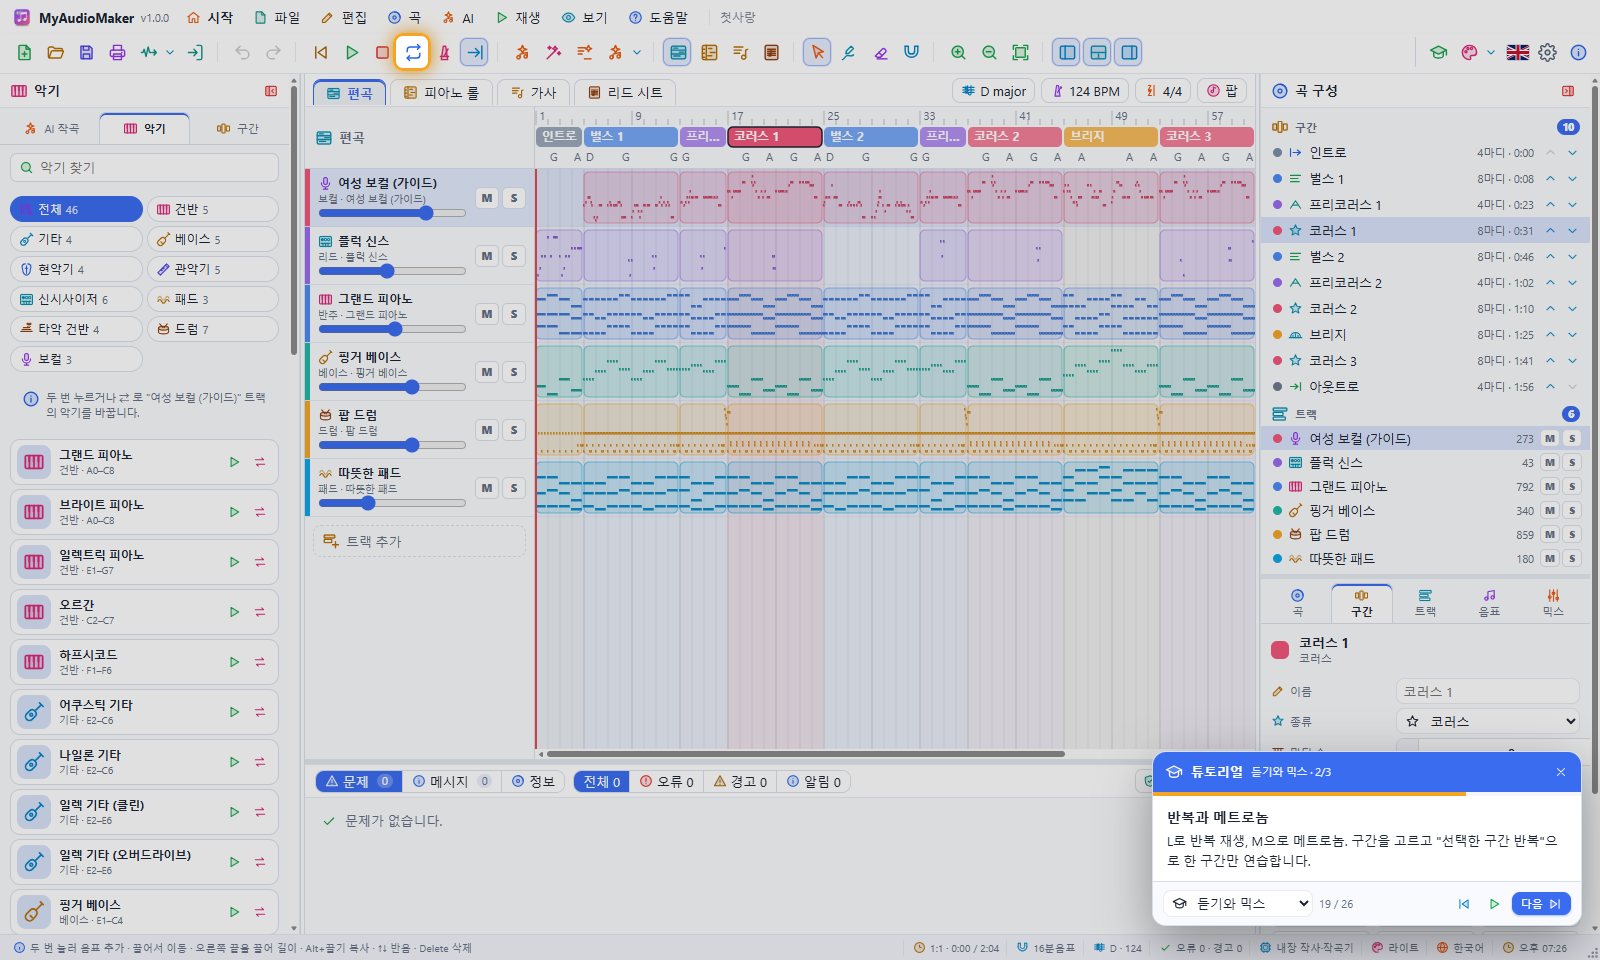 MyAudioMaker v1.0.0 시작 파일 편집 곡 AI 재생 보기 도움말 첫사랑
악기
AI 작곡 악기 구간
악기 찾기
전체 46 건반 5
기타 4 베이스 5
현악기 4 관악기 5
신시사이저 6 패드 3
타악 건반 4 드럼 7
보컬 3
두 번 누르거나 ⇄ 로 "여성 보컬 (가이드)" 트랙
의 악기를 바꿉니다.
그랜드 피아노
건반 · A0–C8
브라이트 피아노
건반 · A0–C8
일렉트릭 피아노
건반 · E1–G7
오르간
건반 · C2–C7
하프시코드
건반 · F1–F6
어쿠스틱 기타
기타 · E2–C6
나일론 기타
기타 · E2–C6
일렉 기타 (클린)
기타 · E2–E6
일렉 기타 (오버드라이브)
기타 · E2–E6
핑거 베이스
베이스 · E1–C4
편곡 피아노 롤 가사 리드 시트
D major 124 BPM 4/4 팝
편곡
1 9 17 25 33 41 49 57
인트로 벌스 1 프리... 코러스 1 벌스 2 프리... 코러스 2 브리지 코러스 3
G A D G G G G A G A D G G G G A G A A A A G A G A
여성 보컬 (가이드)
보컬 · 여성 보컬 (가이드)
M S
플럭 신스
리드 · 플럭 신스
M S
그랜드 피아노
반주 · 그랜드 피아노
M S
핑거 베이스
베이스 · 핑거 베이스
M S
팝 드럼
드럼 · 팝 드럼
M S
따뜻한 패드
패드 · 따뜻한 패드
M S
트랙 추가
문제 0 메시지 0 정보 전체 0 오류 0 경고 0 알림 0
문제가 없습니다.
곡 구성
구간 10
인트로 4마디 · 0:00
벌스 1 8마디 · 0:08
프리코러스 1 4마디 · 0:23
코러스 1 8마디 · 0:31
벌스 2 8마디 · 0:46
프리코러스 2 4마디 · 1:02
코러스 2 8마디 · 1:10
브리지 8마디 · 1:25
코러스 3 8마디 · 1:41
아웃트로 4마디 · 1:56
트랙 6
여성 보컬 (가이드) 273 M S
플럭 신스 43 M S
그랜드 피아노 792 M S
핑거 베이스 340 M S
팝 드럼 859 M S
따뜻한 패드 180 M S
곡 구간 트랙 음표 믹스
코러스 1
코러스
이름 코러스 1
종류 코러스
튜토리얼 듣기와 믹스 · 2/3
반복과 메트로놈
L로 반복 재생, M으로 메트로놈. 구간을 고르고 "선택한 구간 반복"으
로 한 구간만 연습합니다.
듣기와 믹스 19 / 26 다음
두 번 눌러 음표 추가 · 끌어서 이동 · 오른쪽 끝을 끌어 길이 · Alt+끌기 복사 · ↑↓ 반음 · Delete 삭제
1:1 · 0:00 / 2:04 16분음표 D · 124 오류 0 · 경고 0 내장 작사·작곡기 라이트 한국어 오후 07:26